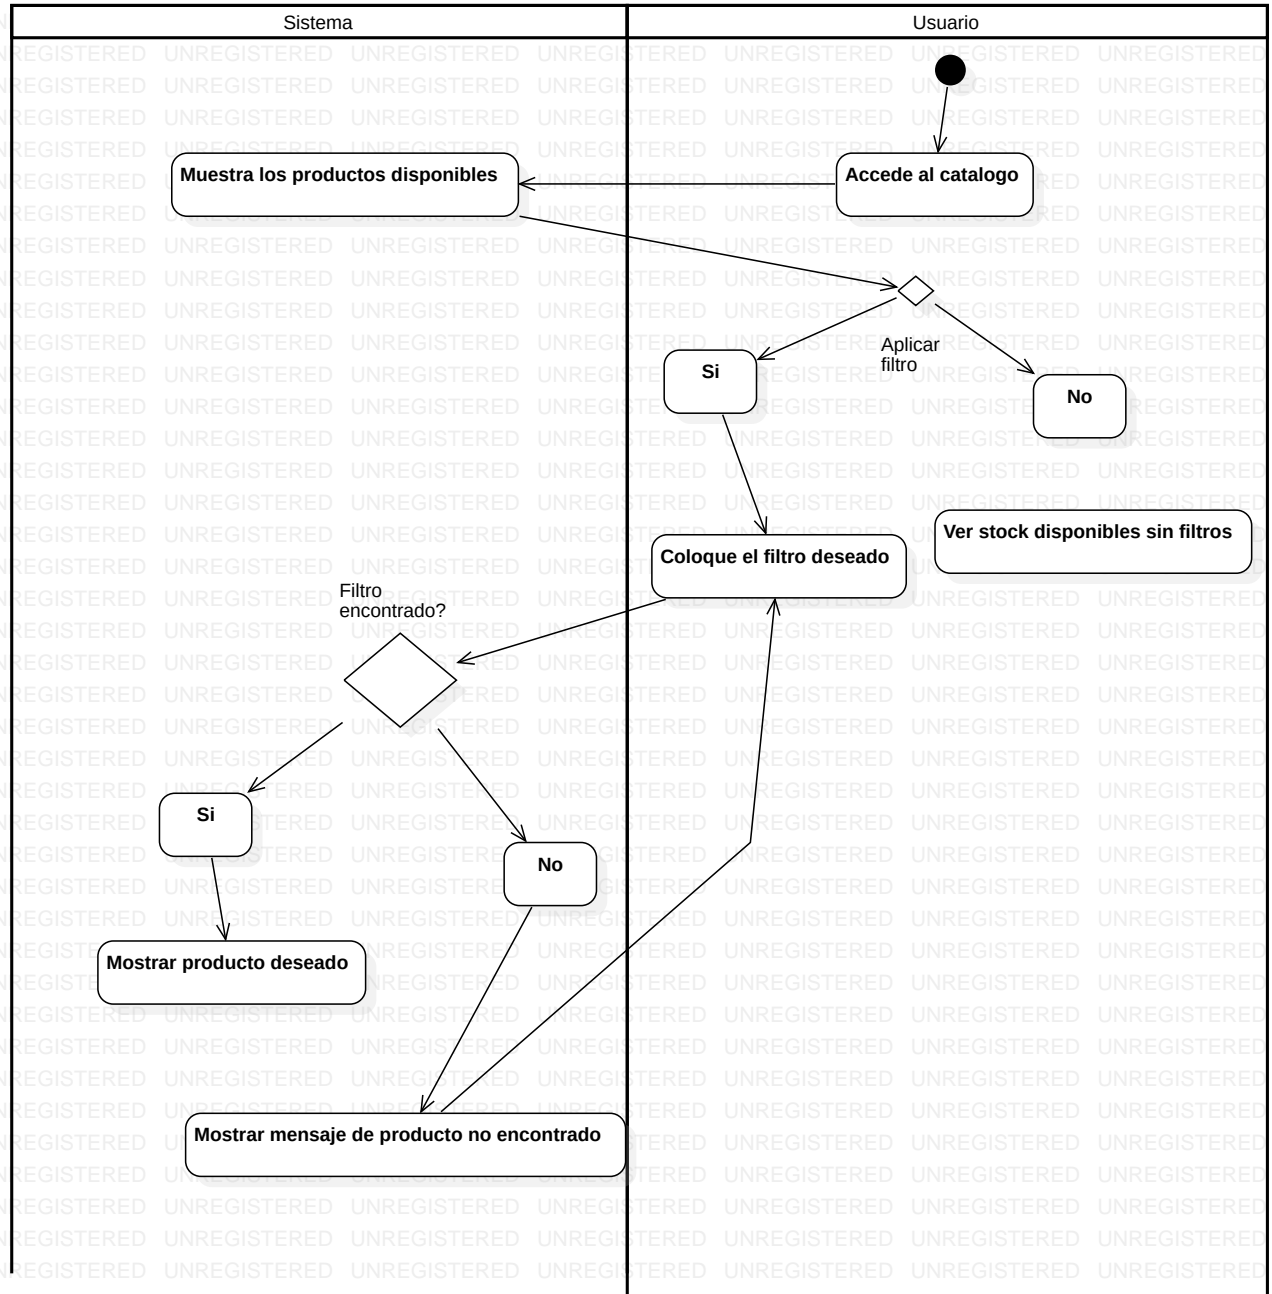 Sistema
Usuario
Muestra los productos disponibles
Accede al catalogo
Aplicar
filtro
Si
No
Ver stock disponibles sin filtros
Coloque el filtro deseado
Filtro
encontrado?
Si
No
Mostrar producto deseado
Mostrar mensaje de producto no encontrado
UNREGISTERED